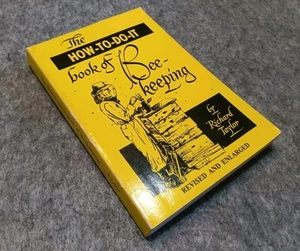 The
HOW-TO-DO-IT
book of Bee-
keeping
by
Richard
Taylor
REVISED AND ENLARGED